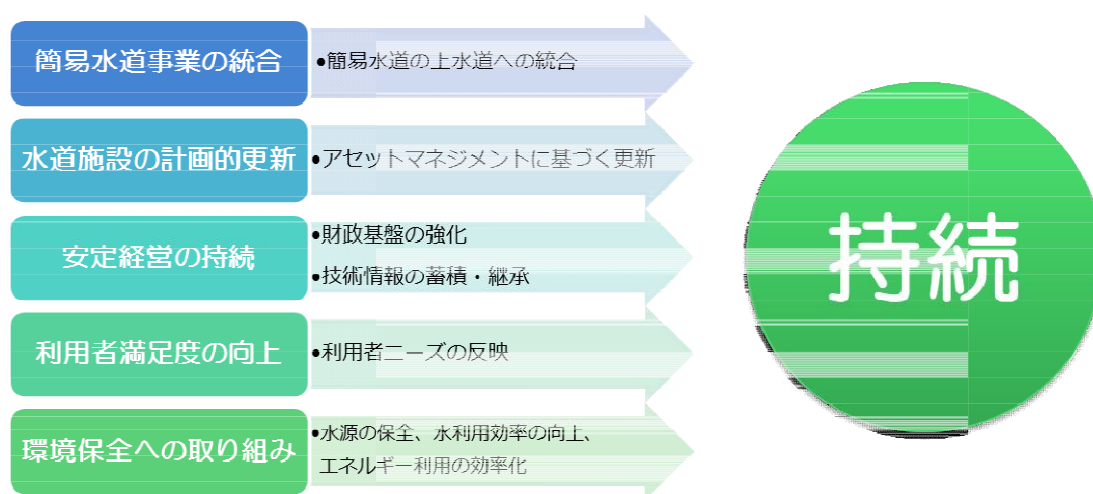 簡易水道事業の統合
•簡易水道の上水道への統合
水道施設の計画的更新
•アセットマネジメントに基づく更新
安定経営の持続
•財政基盤の強化
•技術情報の蓄積・継承
利用者満足度の向上
•利用者ニーズの反映
環境保全への取り組み
•水源の保全、水利用効率の向上、
エネルギー利用の効率化
持続